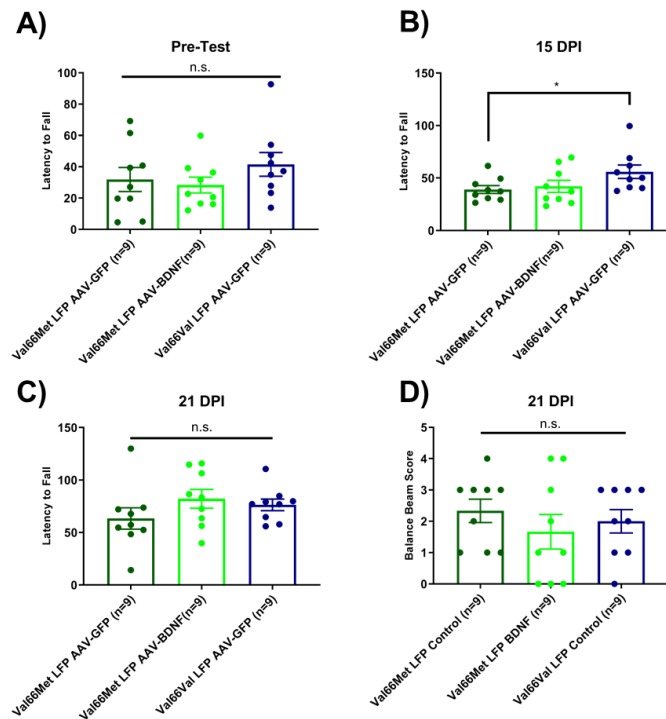 A)
Pre-Test
n.s.
Latency to Fall
100
80
60
40
20
0
Val66Met LFP AAV-GFP (n=9)
Val66Met LFP AAV-BDNF(n=9)
Val66Val LFP AAV-GFP (n=9)
B)
15 DPI
*
Latency to Fall
150
100
50
0
Val66Met LFP AAV-GFP (n=9)
Val66Met LFP AAV-BDNF(n=9)
Val66Val LFP AAV-GFP (n=9)
C)
21 DPI
n.s.
Latency to Fall
150
100
50
0
Val66Met LFP AAV-GFP (n=9)
Val66Met LFP AAV-BDNF(n=9)
Val66Val LFP AAV-GFP (n=9)
D)
21 DPI
n.s.
Balance Beam Score
5
4
3
2
1
0
Val66Met LFP Control (n=9)
Val66Met LFP BDNF (n=9)
Val66Val LFP Control (n=9)